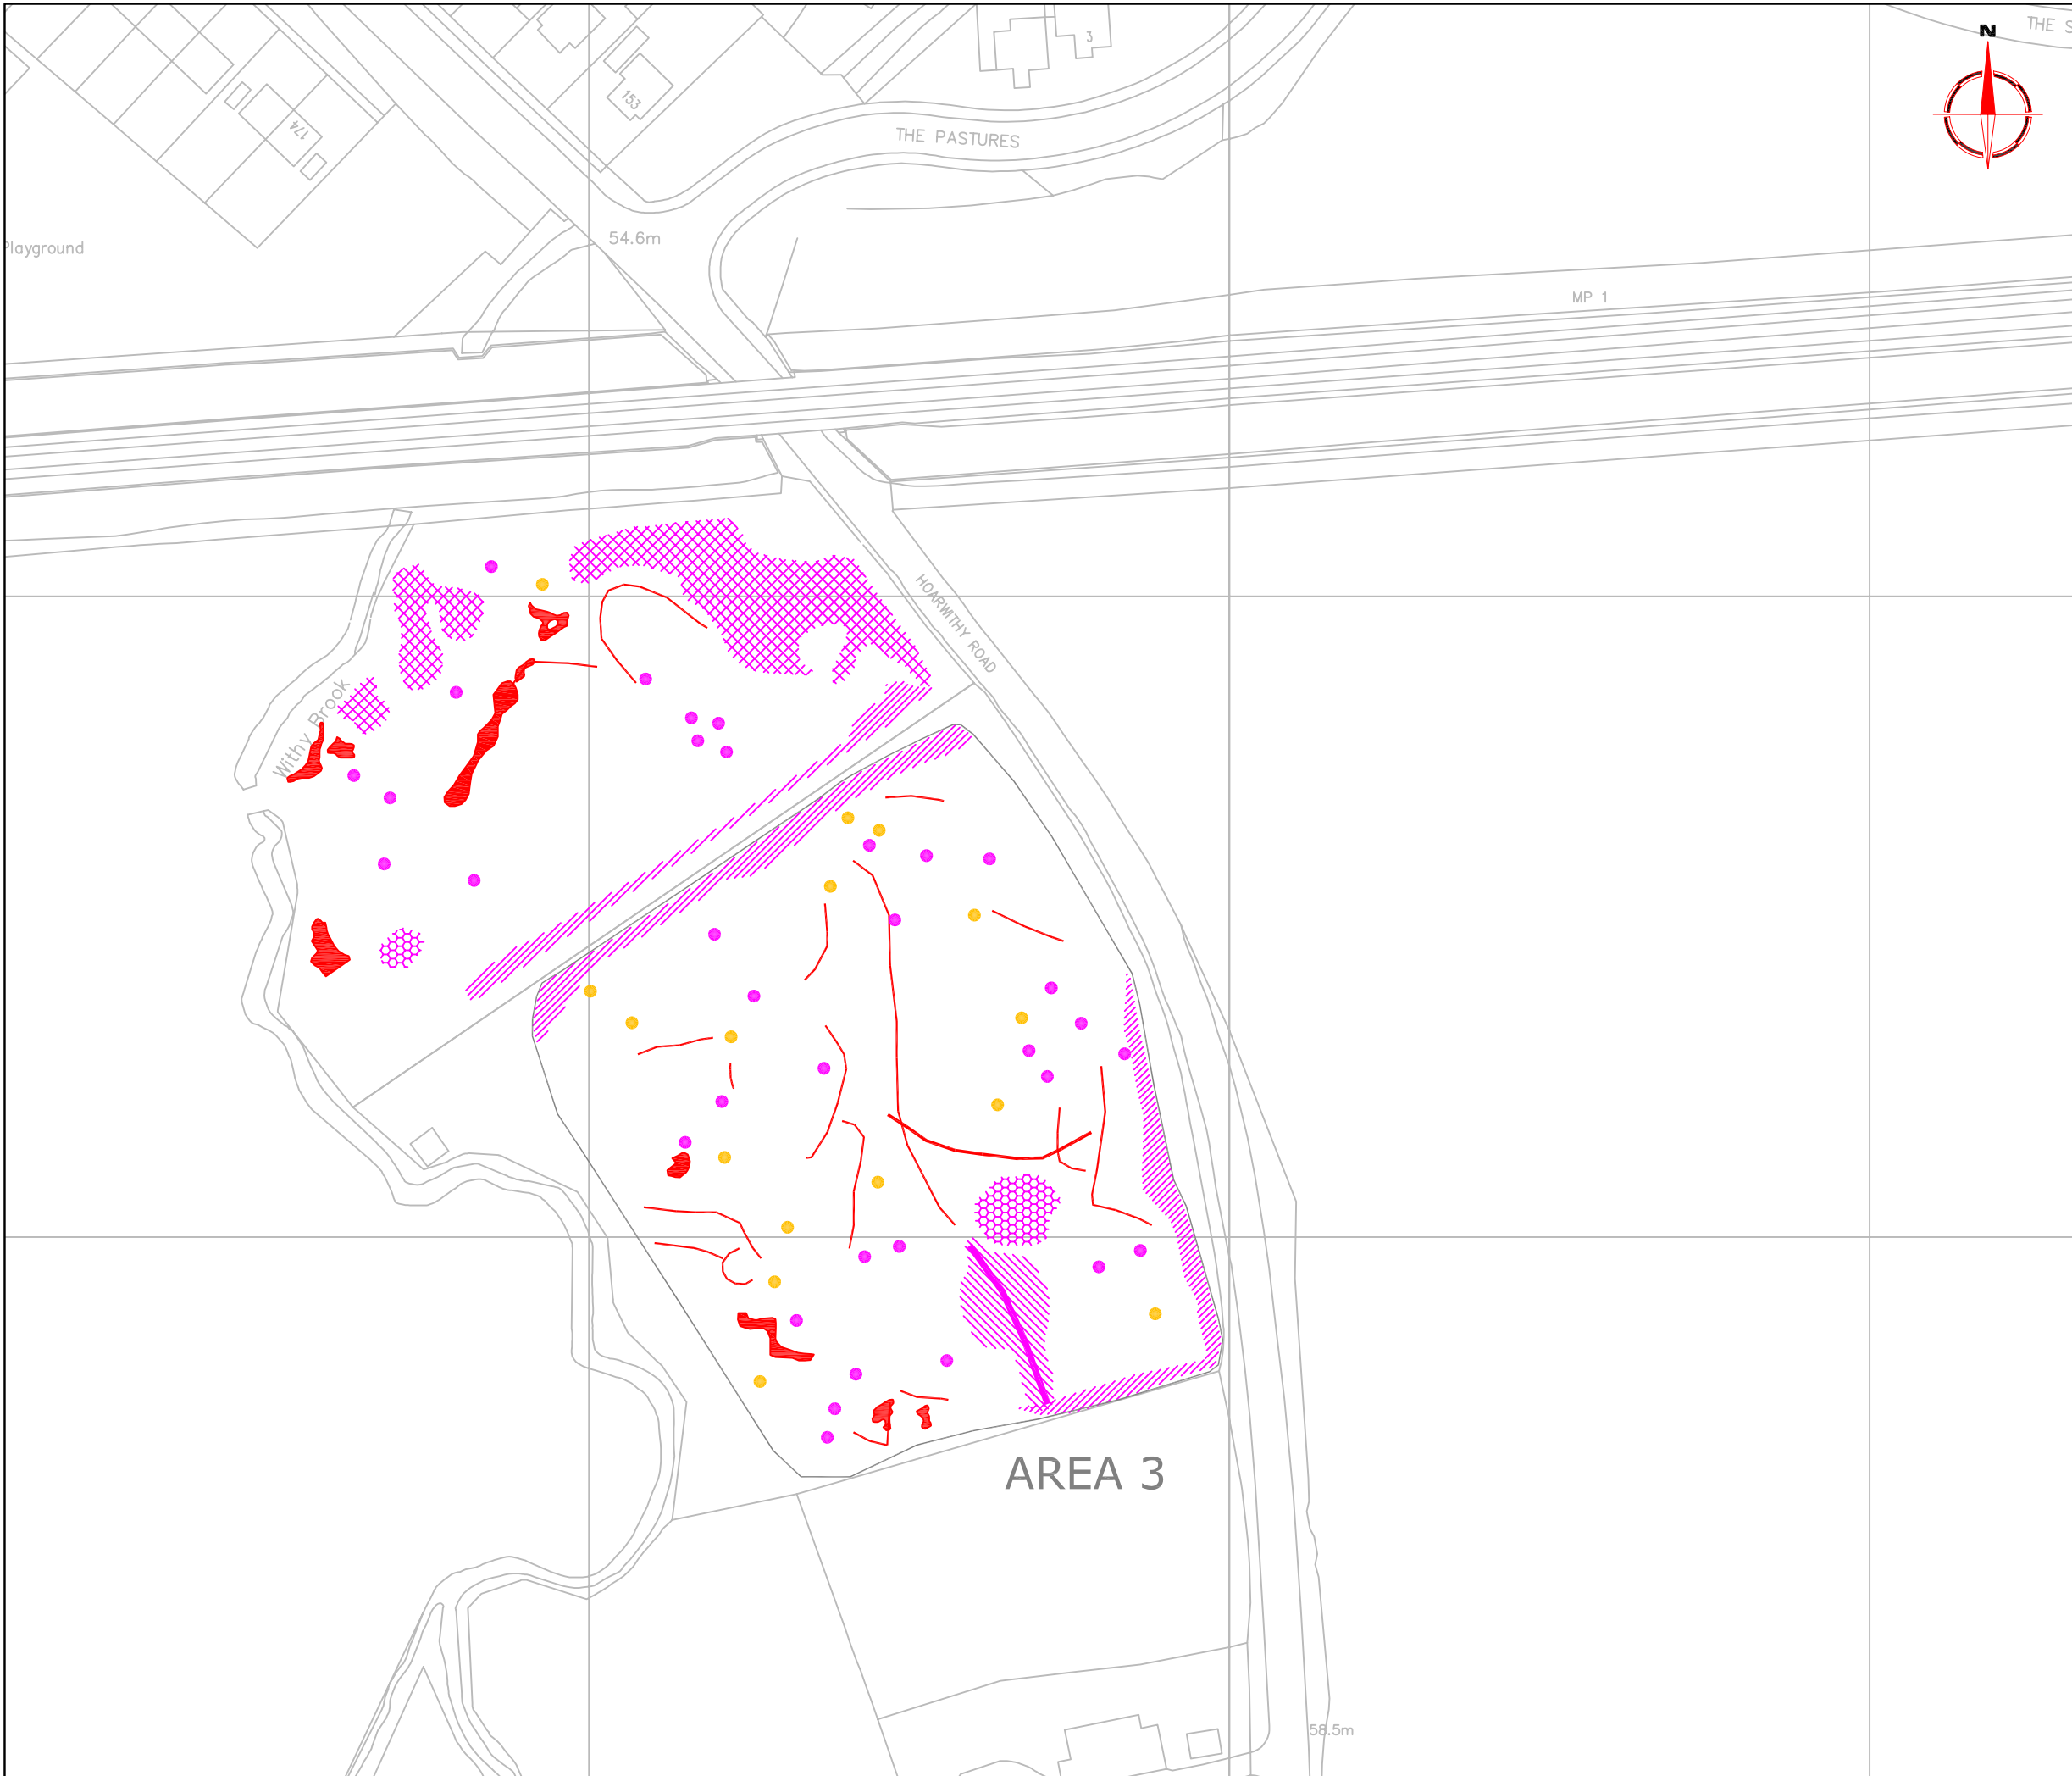 THE S
N
3
153
174
THE PASTURES
54.6m
Playground
MP 1
HOARWITHY ROAD
Withy Brook
AREA 3
58.5m